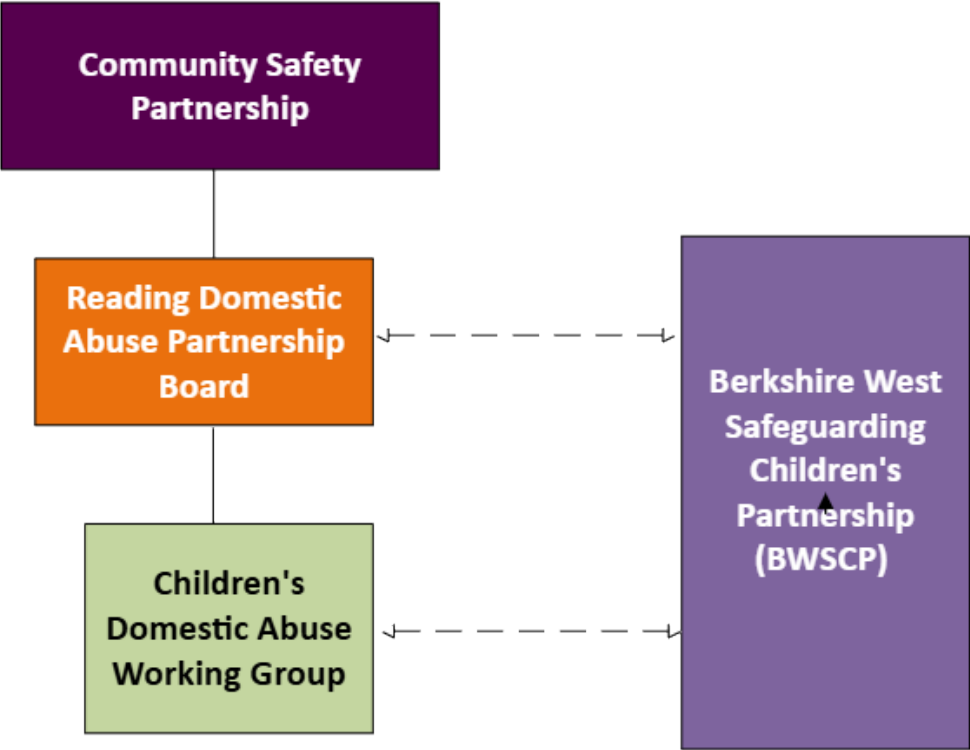 Community Safety
Partnership
Reading Domestic
Abuse Partnership
Board
Berkshire West
Safeguarding
Children's
Partnership
(BWSCP)
Children's
Domestic Abuse
Working Group